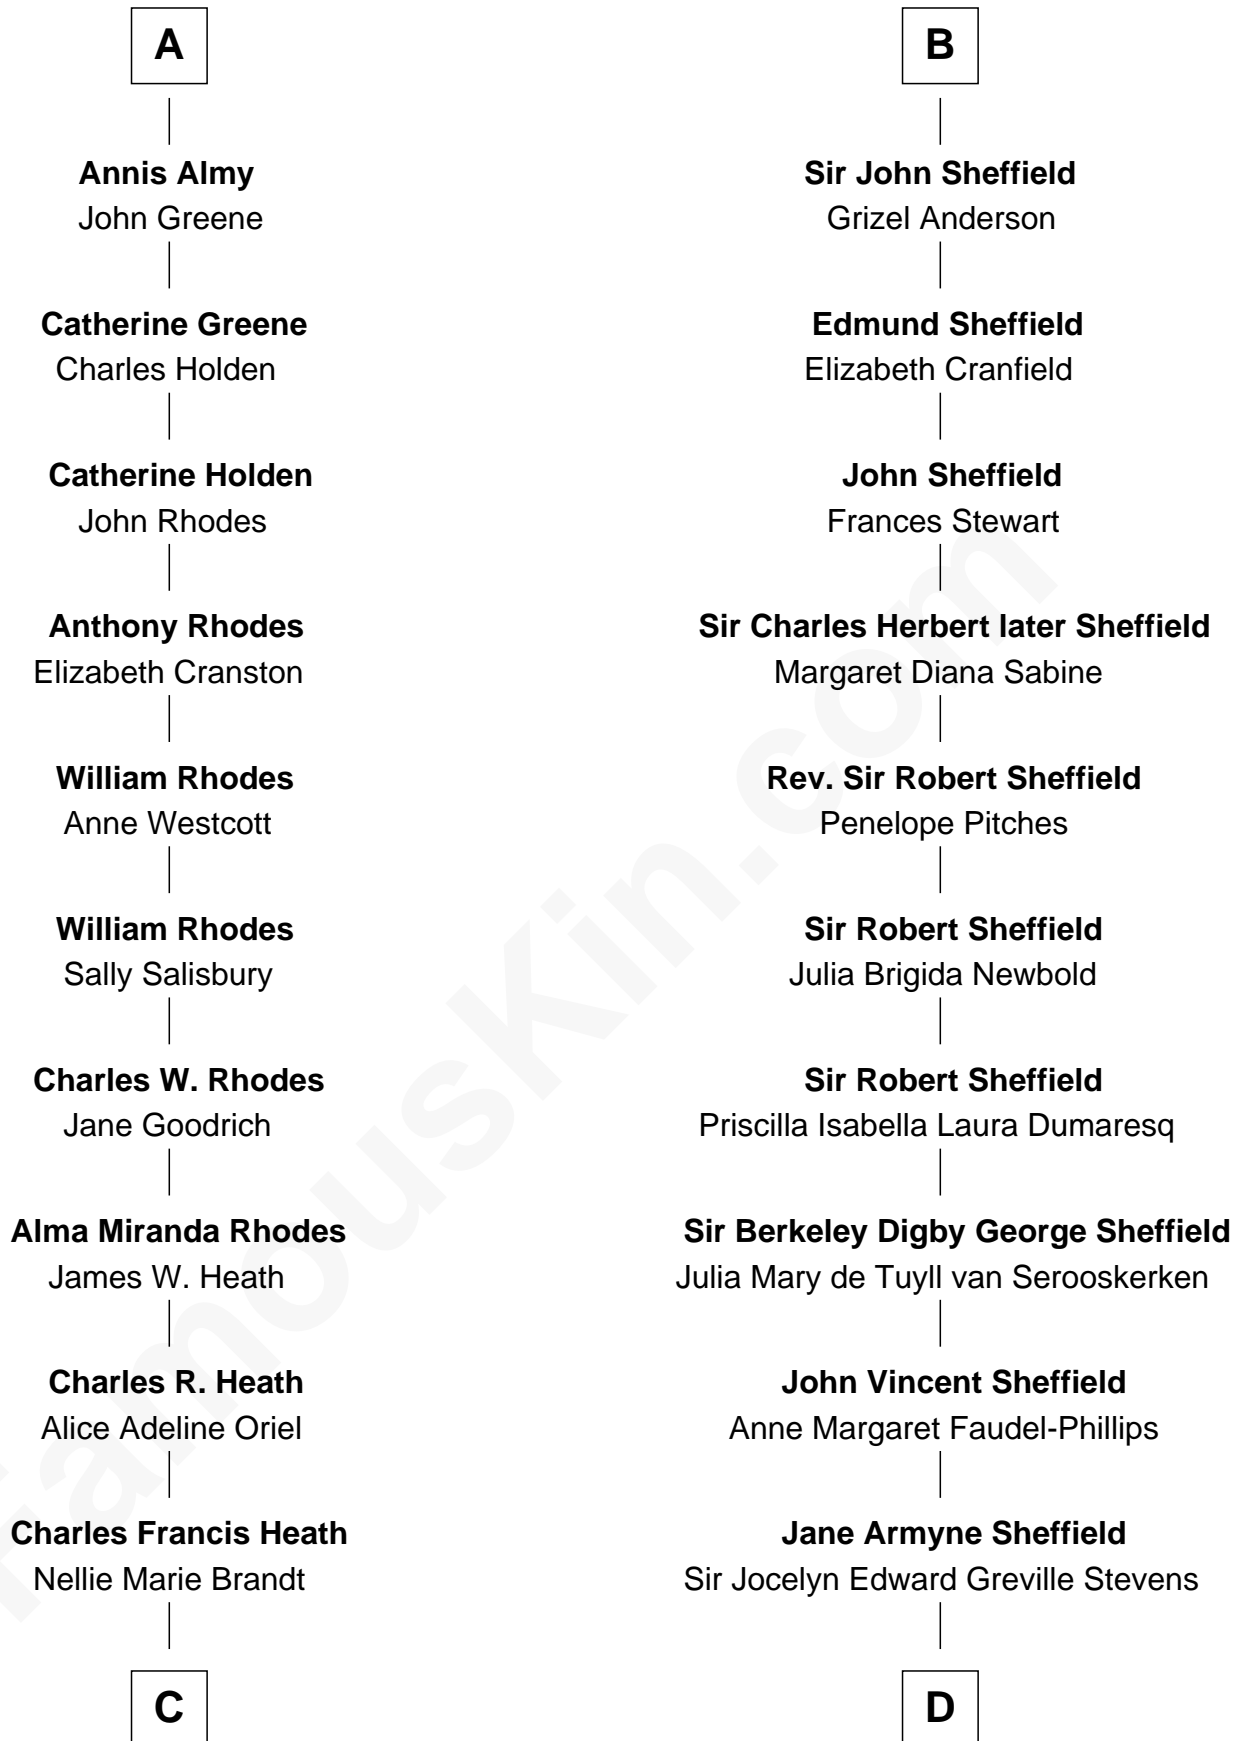 A
Annis Almy
John Greene
Catherine Greene
Charles Holden
Catherine Holden
John Rhodes
Anthony Rhodes
Elizabeth Cranston
William Rhodes
Anne Westcott
William Rhodes
Sally Salisbury
Charles W. Rhodes
Jane Goodrich
Alma Miranda Rhodes
James W. Heath
Charles R. Heath
Alice Adeline Oriel
Charles Francis Heath
Nellie Marie Brandt
C
B
Sir John Sheffield
Grizel Anderson
Edmund Sheffield
Elizabeth Cranfield
John Sheffield
Frances Stewart
Sir Charles Herbert later Sheffield
Margaret Diana Sabine
Rev. Sir Robert Sheffield
Penelope Pitches
Sir Robert Sheffield
Julia Brigida Newbold
Sir Robert Sheffield
Priscilla Isabella Laura Dumaresq
Sir Berkeley Digby George Sheffield
Julia Mary de Tuyll van Serooskerken
John Vincent Sheffield
Anne Margaret Faudel-Phillips
Jane Armyne Sheffield
Sir Jocelyn Edward Greville Stevens
D
FamousKin.com